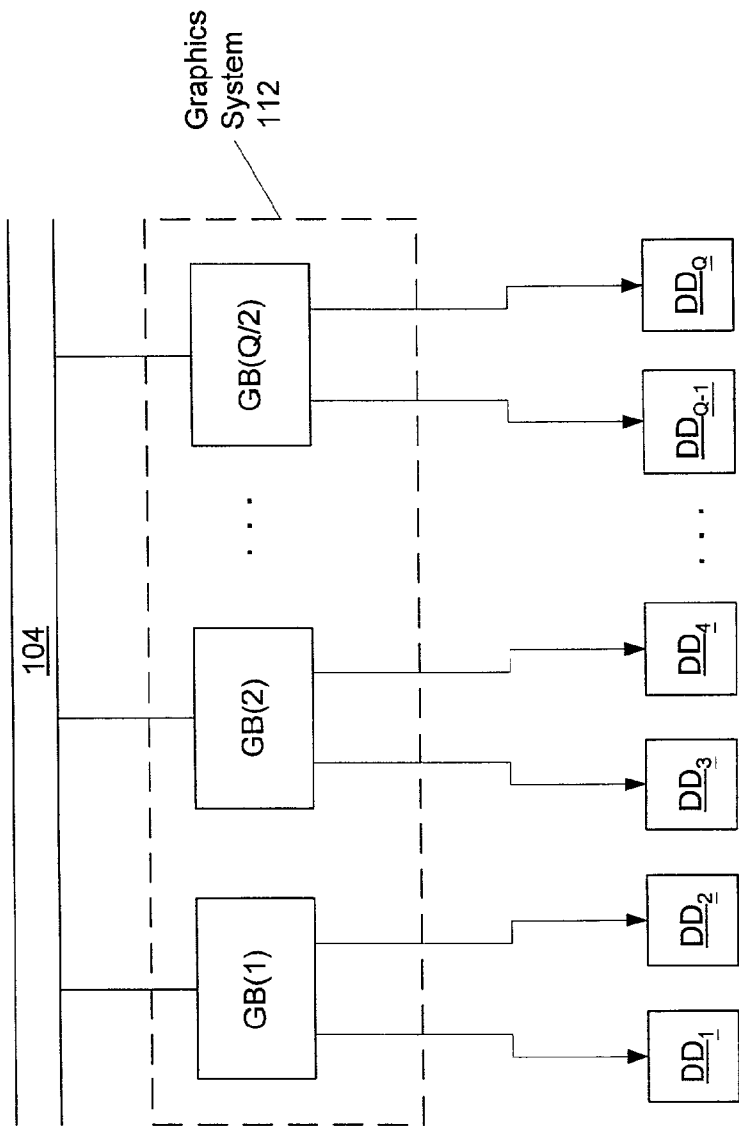 104
Graphics
System
112
GB(1)
GB(2)
. . .
GB(Q/2)
DD1
DD2
DD3
DD4
. . .
DDQ-1
DDQ